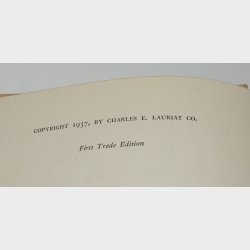 COPYRIGHT 1937, BY CHARLES E. LAURIAT CO.
First Trade Edition